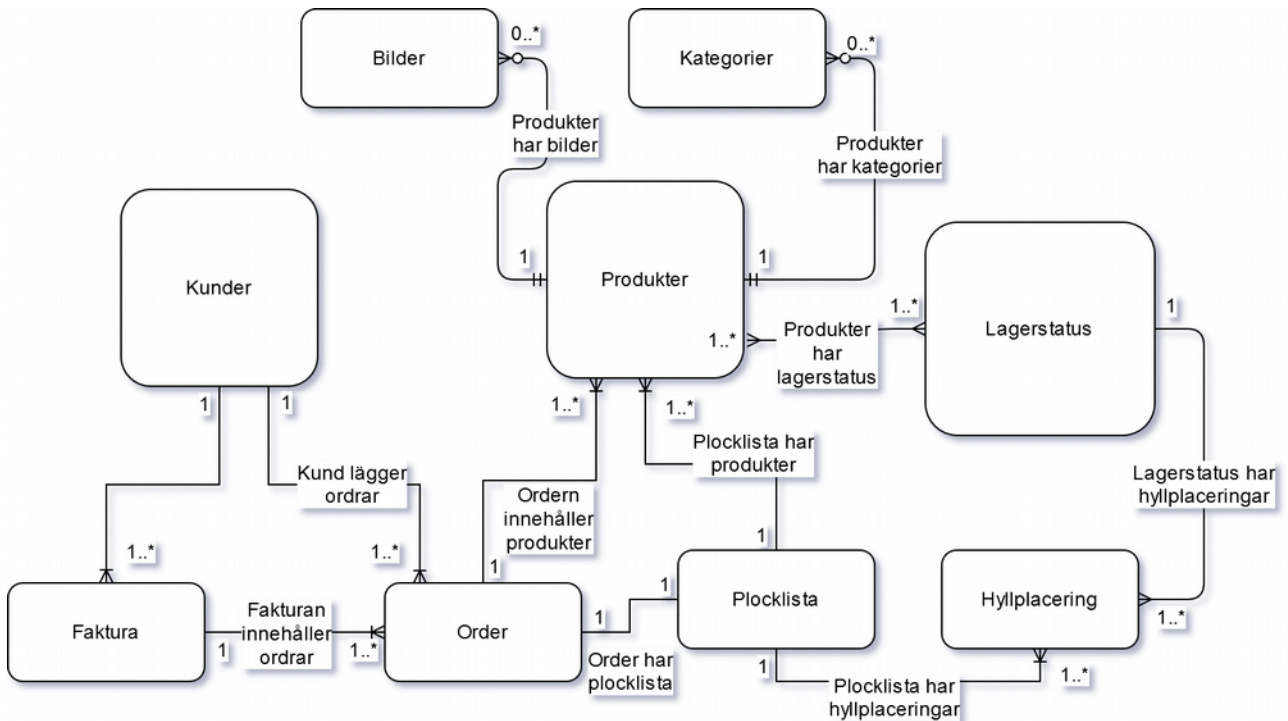 0..*
0..*
Bilder
Kategorier
Produkter
har bilder
Produkter
har kategorier
Kunder
1
Produkter
1
1..*
1..*
Produkter
har
lagerstatus
Lagerstatus
1
1
1
1..*
1..*
Kund lägger
ordrar
Plocklista har
produkter
Ordern
innehåller
produkter
Lagerstatus har
hyllplaceringar
1..*
1..*
1
1
Faktura
Fakturan
innehåller
ordrar
1
1..*
Order
1
1
Order har
plocklista
Plocklista
1
Hyllplacering
1..*
1..*
Plocklista har
hyllplaceringar